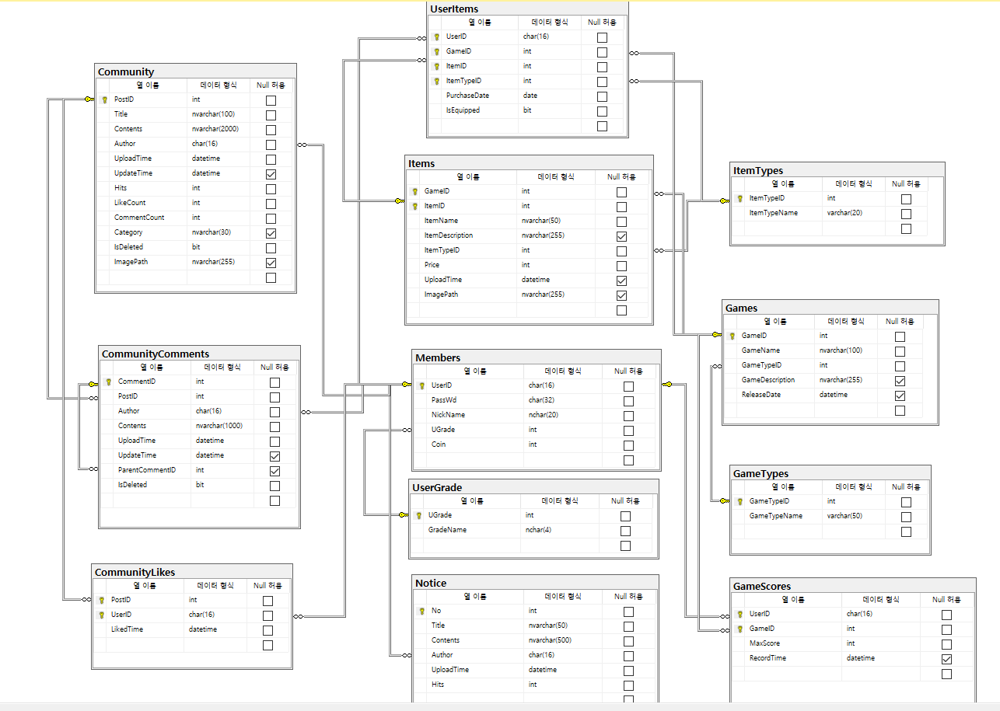 UserItems
열 이름 데이터 형식 Null 허용
UserID char(16)
GameID int
ItemID int
ItemTypeID int
PurchaseDate date
IsEquipped bit
Community
열 이름 데이터 형식 Null 허용
PostID int
Title nvarchar(100)
Contents nvarchar(2000)
Author char(16)
UploadTime datetime
UpdateTime datetime
Hits int
LikeCount int
CommentCount int
Category nvarchar(30)
IsDeleted bit
ImagePath nvarchar(255)
Items
열 이름 데이터 형식 Null 허용
GameID int
ItemID int
ItemName nvarchar(50)
ItemDescription nvarchar(255)
ItemTypeID int
Price int
UploadTime datetime
ImagePath nvarchar(255)
ItemTypes
열 이름 데이터 형식 Null 허용
ItemTypeID int
ItemTypeName varchar(20)
Games
열 이름 데이터 형식 Null 허용
GameID int
GameName nvarchar(100)
GameTypeID int
GameDescription nvarchar(255)
ReleaseDate datetime
CommunityComments
열 이름 데이터 형식 Null 허용
CommentID int
PostID int
Author char(16)
Contents nvarchar(1000)
UploadTime datetime
UpdateTime datetime
ParentCommentID int
IsDeleted bit
Members
열 이름 데이터 형식 Null 허용
UserID char(16)
PassWd char(32)
NickName nchar(20)
UGrade int
Coin int
GameTypes
열 이름 데이터 형식 Null 허용
GameTypeID int
GameTypeName varchar(50)
UserGrade
열 이름 데이터 형식 Null 허용
UGrade int
GradeName nchar(4)
CommunityLikes
열 이름 데이터 형식 Null 허용
PostID int
UserID char(16)
LikedTime datetime
Notice
열 이름 데이터 형식 Null 허용
No int
Title nvarchar(50)
Contents nvarchar(500)
Author char(16)
UploadTime datetime
Hits int
GameScores
열 이름 데이터 형식 Null 허용
UserID char(16)
GameID int
MaxScore int
RecordTime datetime